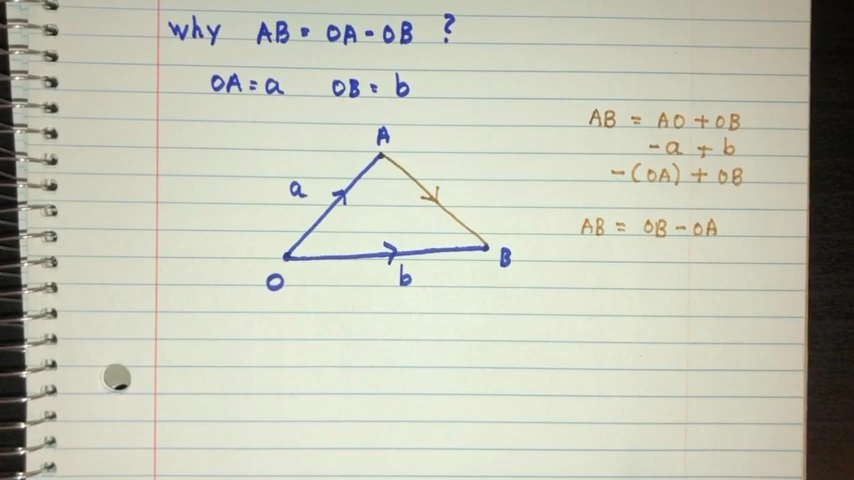 why AB = OA - OB ?
OA = a OB = b
A
a
O
b
B
AB = AO + OB
-a + b
-(OA) + OB
AB = OB - OA